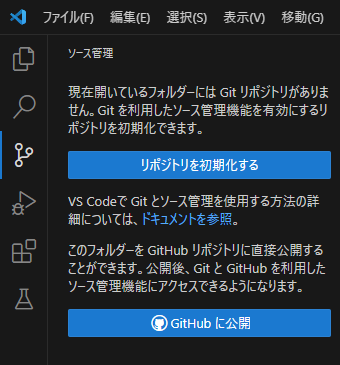 ファイル(F) 編集(E) 選択(S) 表示(V) 移動(G)
ソース管理
現在開いているフォルダーには Git リポジトリがありま
せん。Git を利用したソース管理機能を有効にするリ
ポジトリを初期化できます。
リポジトリを初期化する
VS Codeで Git とソース管理を使用する方法の詳
細については、ドキュメントを参照。
このフォルダーを GitHub リポジトリに直接公開する
ことができます。公開後、Git と GitHub を利用した
ソース管理機能にアクセスできるようになります。
GitHub に公開